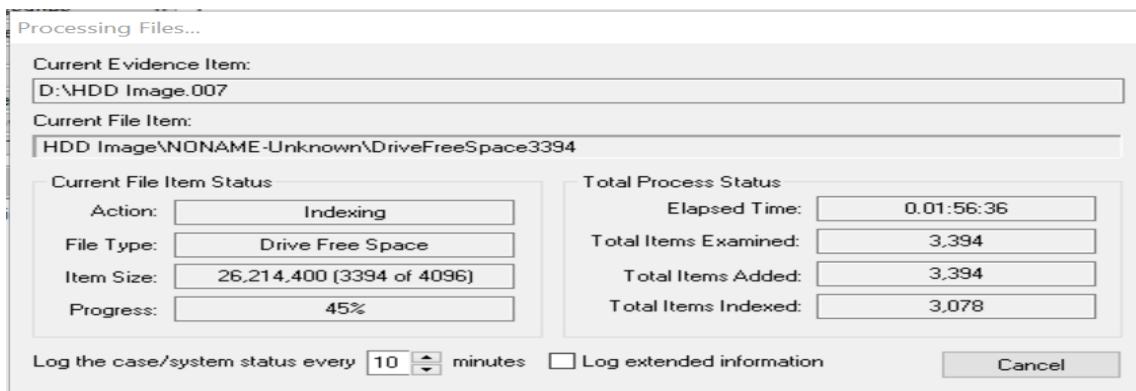 Processing Files...
Current Evidence Item:
D:\HDD Image.007
Current File Item:
HDD Image\NONAME-Unknown\DriveFreeSpace3394
Current File Item Status
Action: Indexing
File Type: Drive Free Space
Item Size: 26,214,400 (3394 of 4096)
Progress: 45%
Total Process Status
Elapsed Time: 0.01:56:36
Total Items Examined: 3,394
Total Items Added: 3,394
Total Items Indexed: 3,078
Log the case/system status every 10 minutes Log extended information Cancel